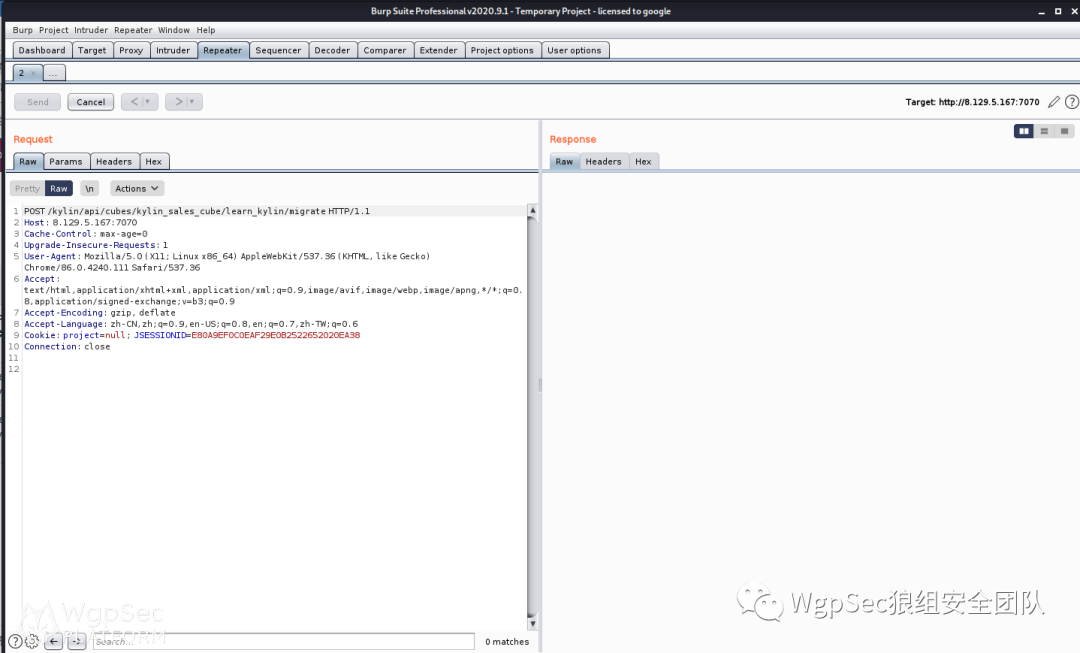 Burp Suite Professional v2020.9.1 - Temporary Project - licensed to google
Burp Project Intruder Repeater Window Help
Dashboard Target Proxy Intruder Repeater Sequencer Decoder Comparer Extender Project options User options
2 × ...
Send Cancel < > Target: http://8.129.5.167:7070 ?
Request
Raw Params Headers Hex
Pretty Raw \n Actions
1 POST /kylin/api/cubes/kylin_sales_cube/learn_kylin/migrate HTTP/1.1
2 Host: 8.129.5.167:7070
3 Cache-Control: max-age=0
4 Upgrade-Insecure-Requests: 1
5 User-Agent: Mozilla/5.0 (X11; Linux x86_64) AppleWebKit/537.36 (KHTML, like Gecko)
Chrome/86.0.4240.111 Safari/537.36
6 Accept:
text/html,application/xhtml+xml,application/xml;q=0.9,image/avif,image/webp,image/apng,*/*;q=0.
8,application/signed-exchange;v=b3;q=0.9
7 Accept-Encoding: gzip, deflate
8 Accept-Language: zh-CN,zh;q=0.9,en-US;q=0.8,en;q=0.7,zh-TW;q=0.6
9 Cookie: project=null; JSESSIONID=E80A9EF0C0EAF29E0B2522652020EA38
10 Connection: close
11
12
Response
Raw Headers Hex
WgpSec
PLATFORM
? Search... 0 matches
WgpSec狼组安全团队